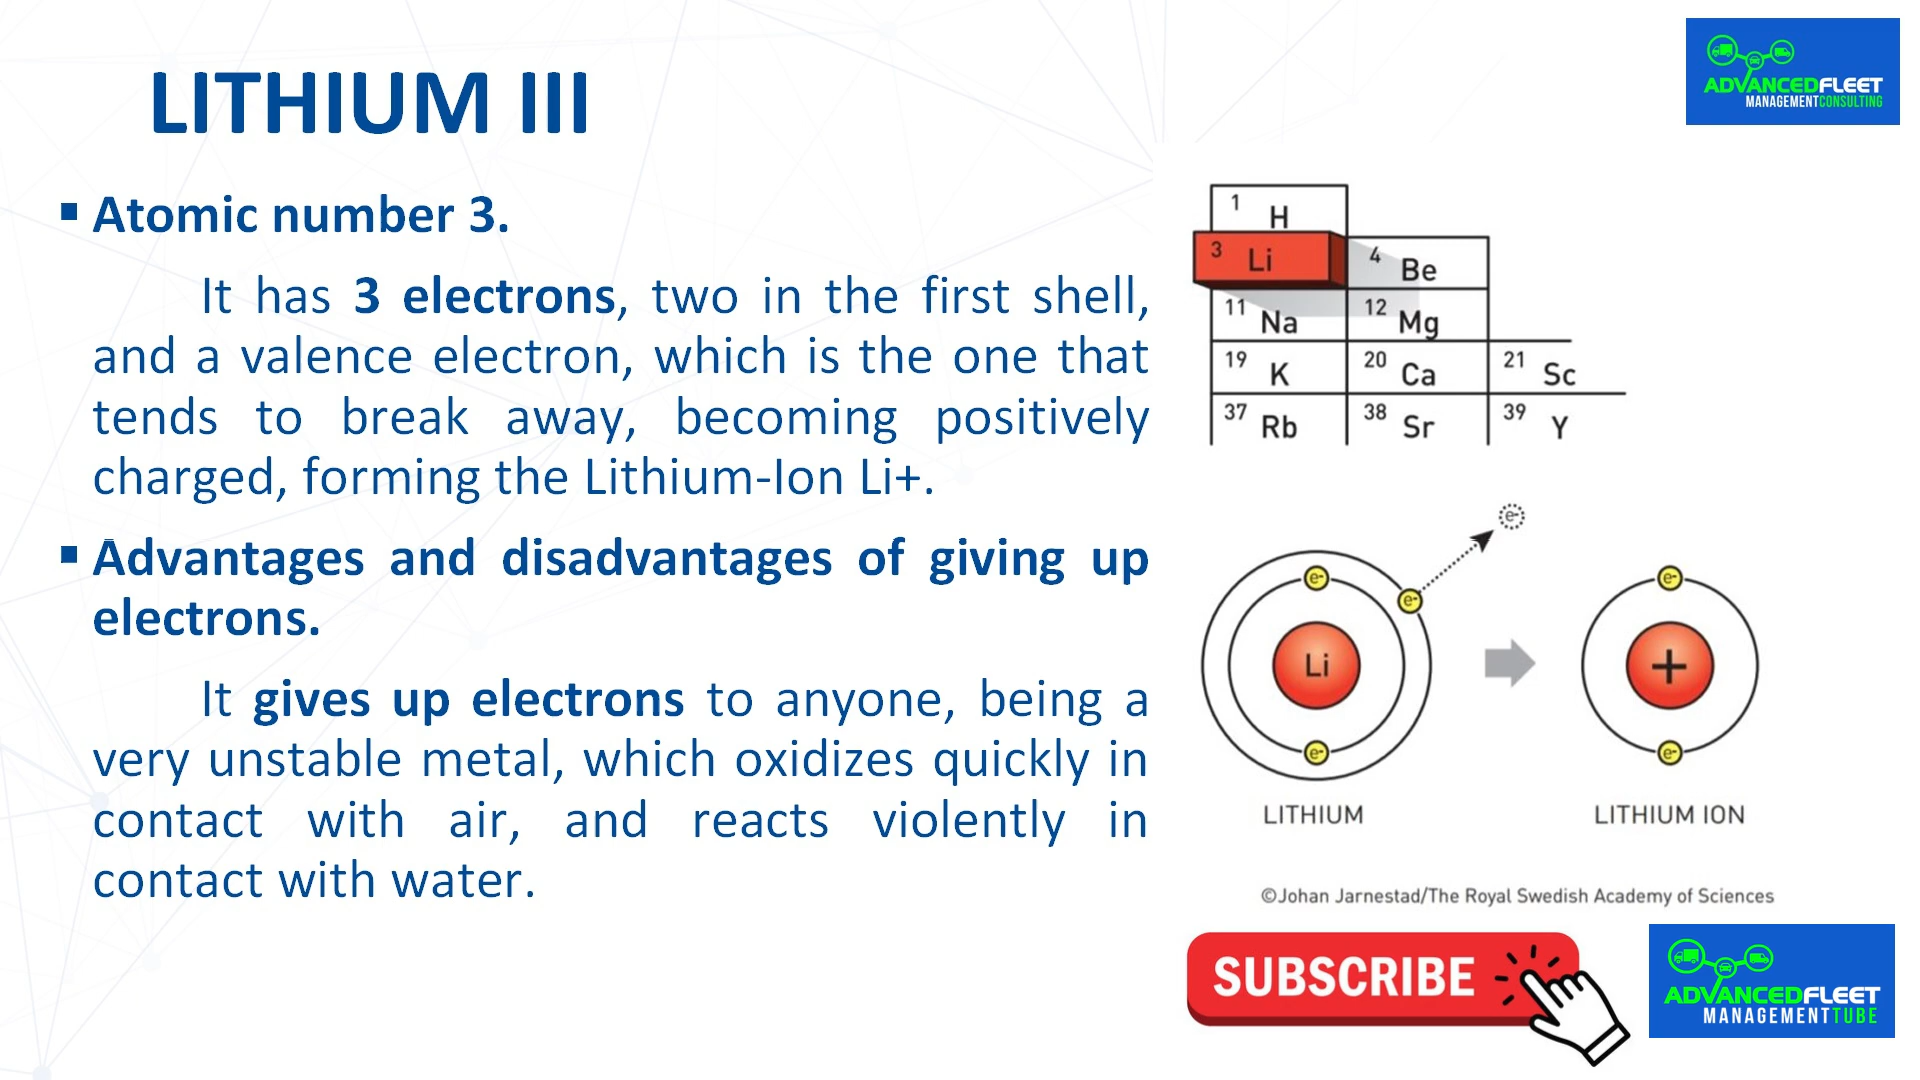 LITHIUM III
ADVANCEDFLEET
MANAGEMENTCONSULTING
▪ Atomic number 3.
It has 3 electrons, two in the first shell,
and a valence electron, which is the one that
tends to break away, becoming positively
charged, forming the Lithium-Ion Li+.
▪ Advantages and disadvantages of giving up
electrons.
It gives up electrons to anyone, being a
very unstable metal, which oxidizes quickly in
contact with air, and reacts violently in
contact with water.
1 H
3 Li 4 Be
11 Na 12 Mg
19 K 20 Ca 21 Sc
37 Rb 38 Sr 39 Y
e-
e- e- e-
Li +
e- e-
LITHIUM LITHIUM ION
©Johan Jarnestad/The Royal Swedish Academy of Sciences
SUBSCRIBE
ADVANCEDFLEET
MANAGEMENTTUBE